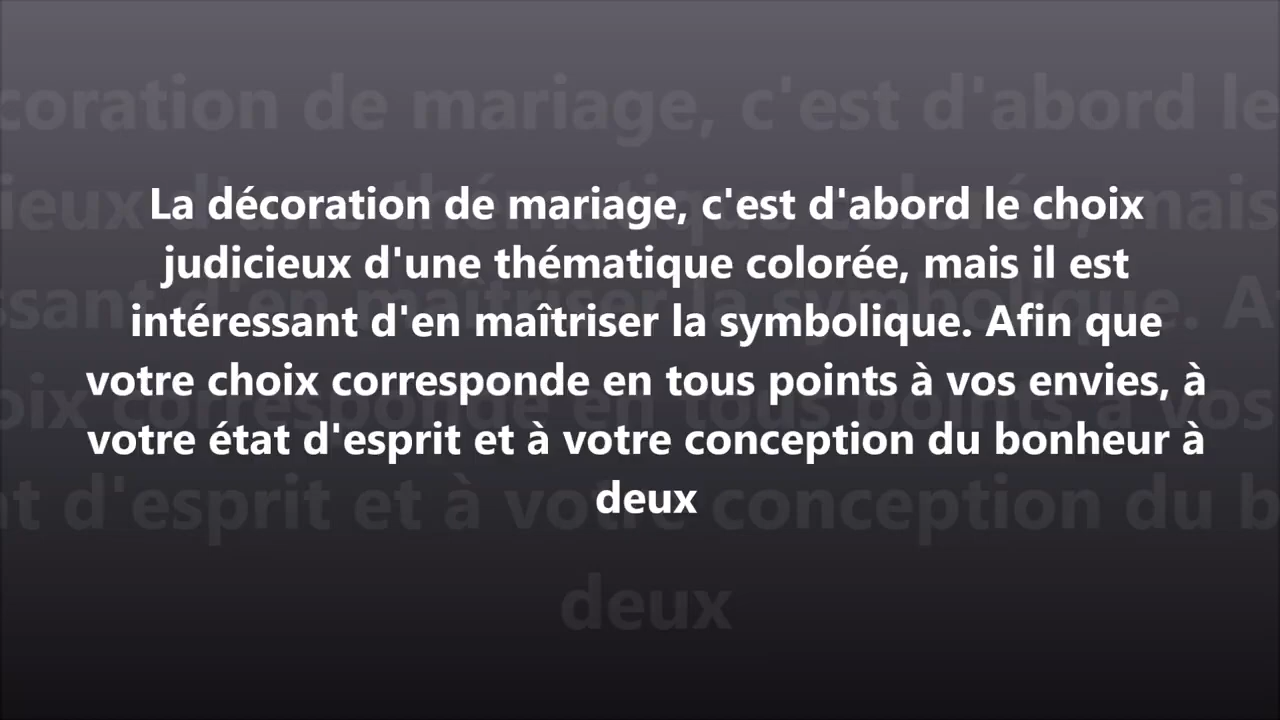 La décoration de mariage, c'est d'abord le choix
judicieux d'une thématique colorée, mais il est
intéressant d'en maîtriser la symbolique. Afin que
votre choix corresponde en tous points à vos envies, à
votre état d'esprit et à votre conception du bonheur à
deux